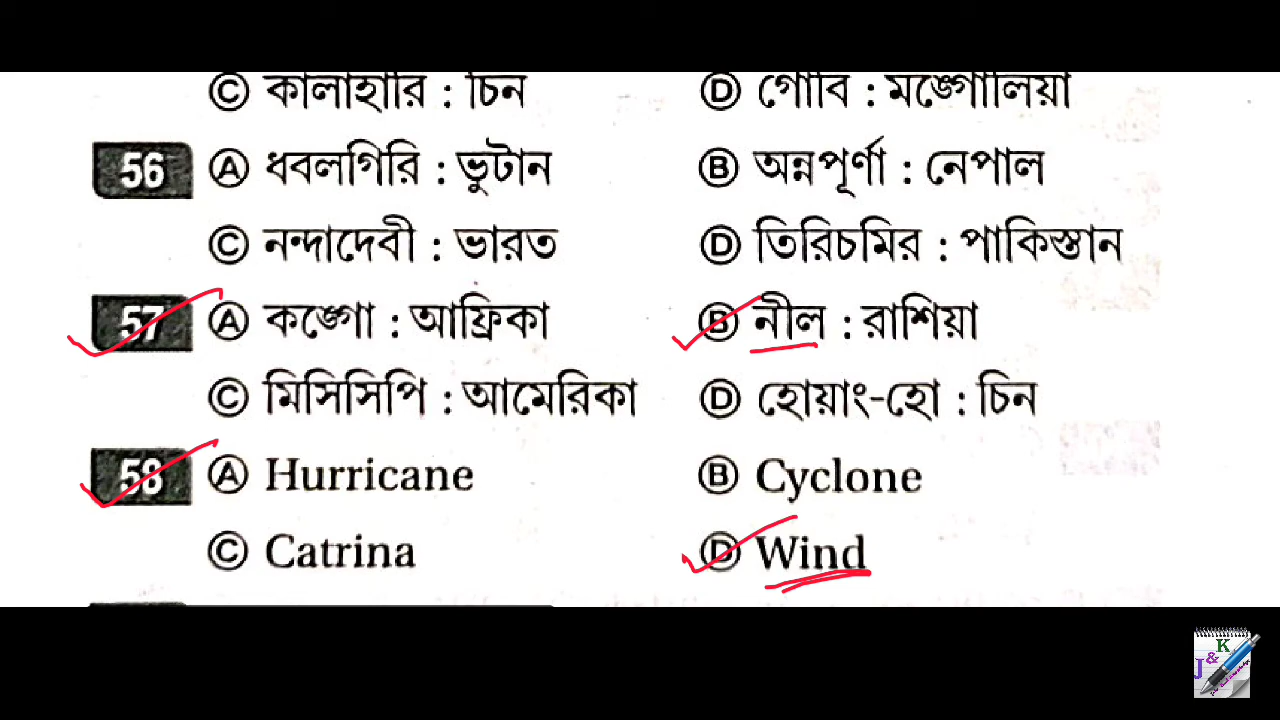 Ⓒ কালাহারি : চিন Ⓓ গোবি : মঙ্গোলিয়া
56 Ⓐ ধবলগিরি : ভুটান Ⓑ অন্নপূর্ণা : নেপাল
Ⓒ নন্দাদেবী : ভারত Ⓓ তিরিচমির : পাকিস্তান
57 Ⓐ কঙ্গো : আফ্রিকা Ⓑ নীল : রাশিয়া
Ⓒ মিসিসিপি : আমেরিকা Ⓓ হোয়াং-হো : চিন
58 Ⓐ Hurricane Ⓑ Cyclone
Ⓒ Catrina Ⓓ Wind
J&K